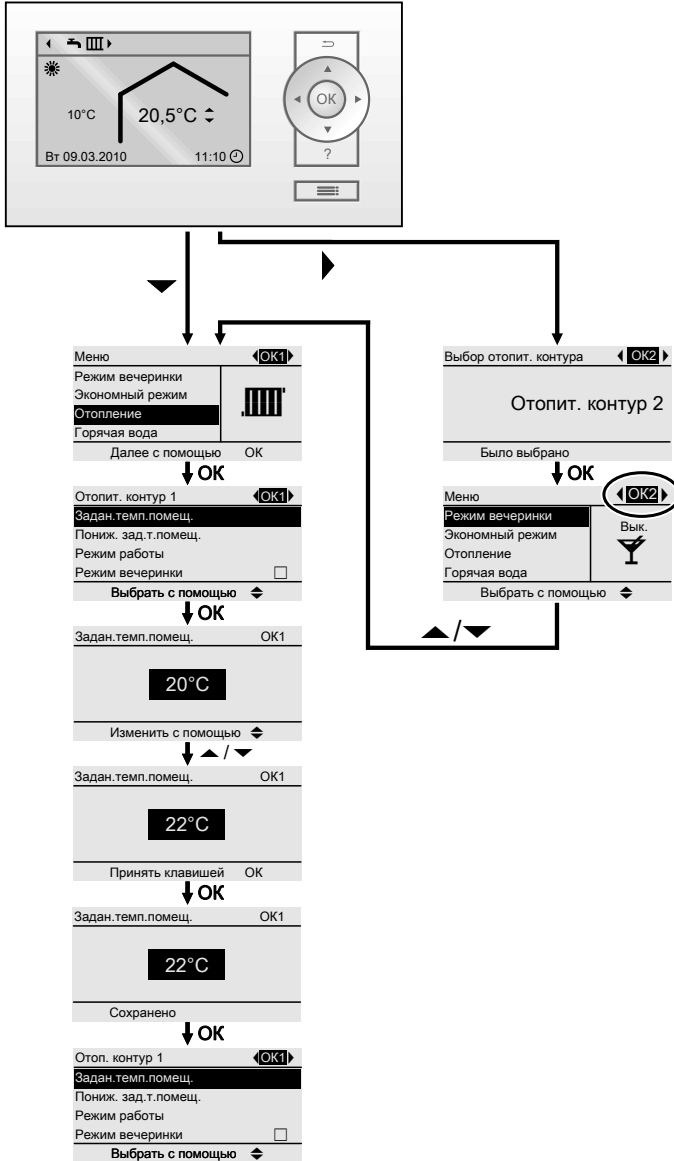 10°C
20,5°C
Вт 09.03.2010 11:10
OK
?
Меню OK1
Режим вечеринки
Экономный режим
Отопление
Горячая вода
Далее с помощью OK
OK
Отопит. контур 1 OK1
Задан.темп.помещ.
Пониж. зад.т.помещ.
Режим работы
Режим вечеринки
Выбрать с помощью
OK
Задан.темп.помещ. OK1
20°C
Изменить с помощью
/
Задан.темп.помещ. OK1
22°C
Принять клавишей OK
OK
Задан.темп.помещ. OK1
22°C
Сохранено
OK
Отоп. контур 1 OK1
Задан.темп.помещ.
Пониж. зад.т.помещ.
Режим работы
Режим вечеринки
Выбрать с помощью
Выбор отопит. контура OK2
Отопит. контур 2
Было выбрано
OK
Меню OK2
Режим вечеринки
Экономный режим
Отопление
Горячая вода
Вык.
Выбрать с помощью
/